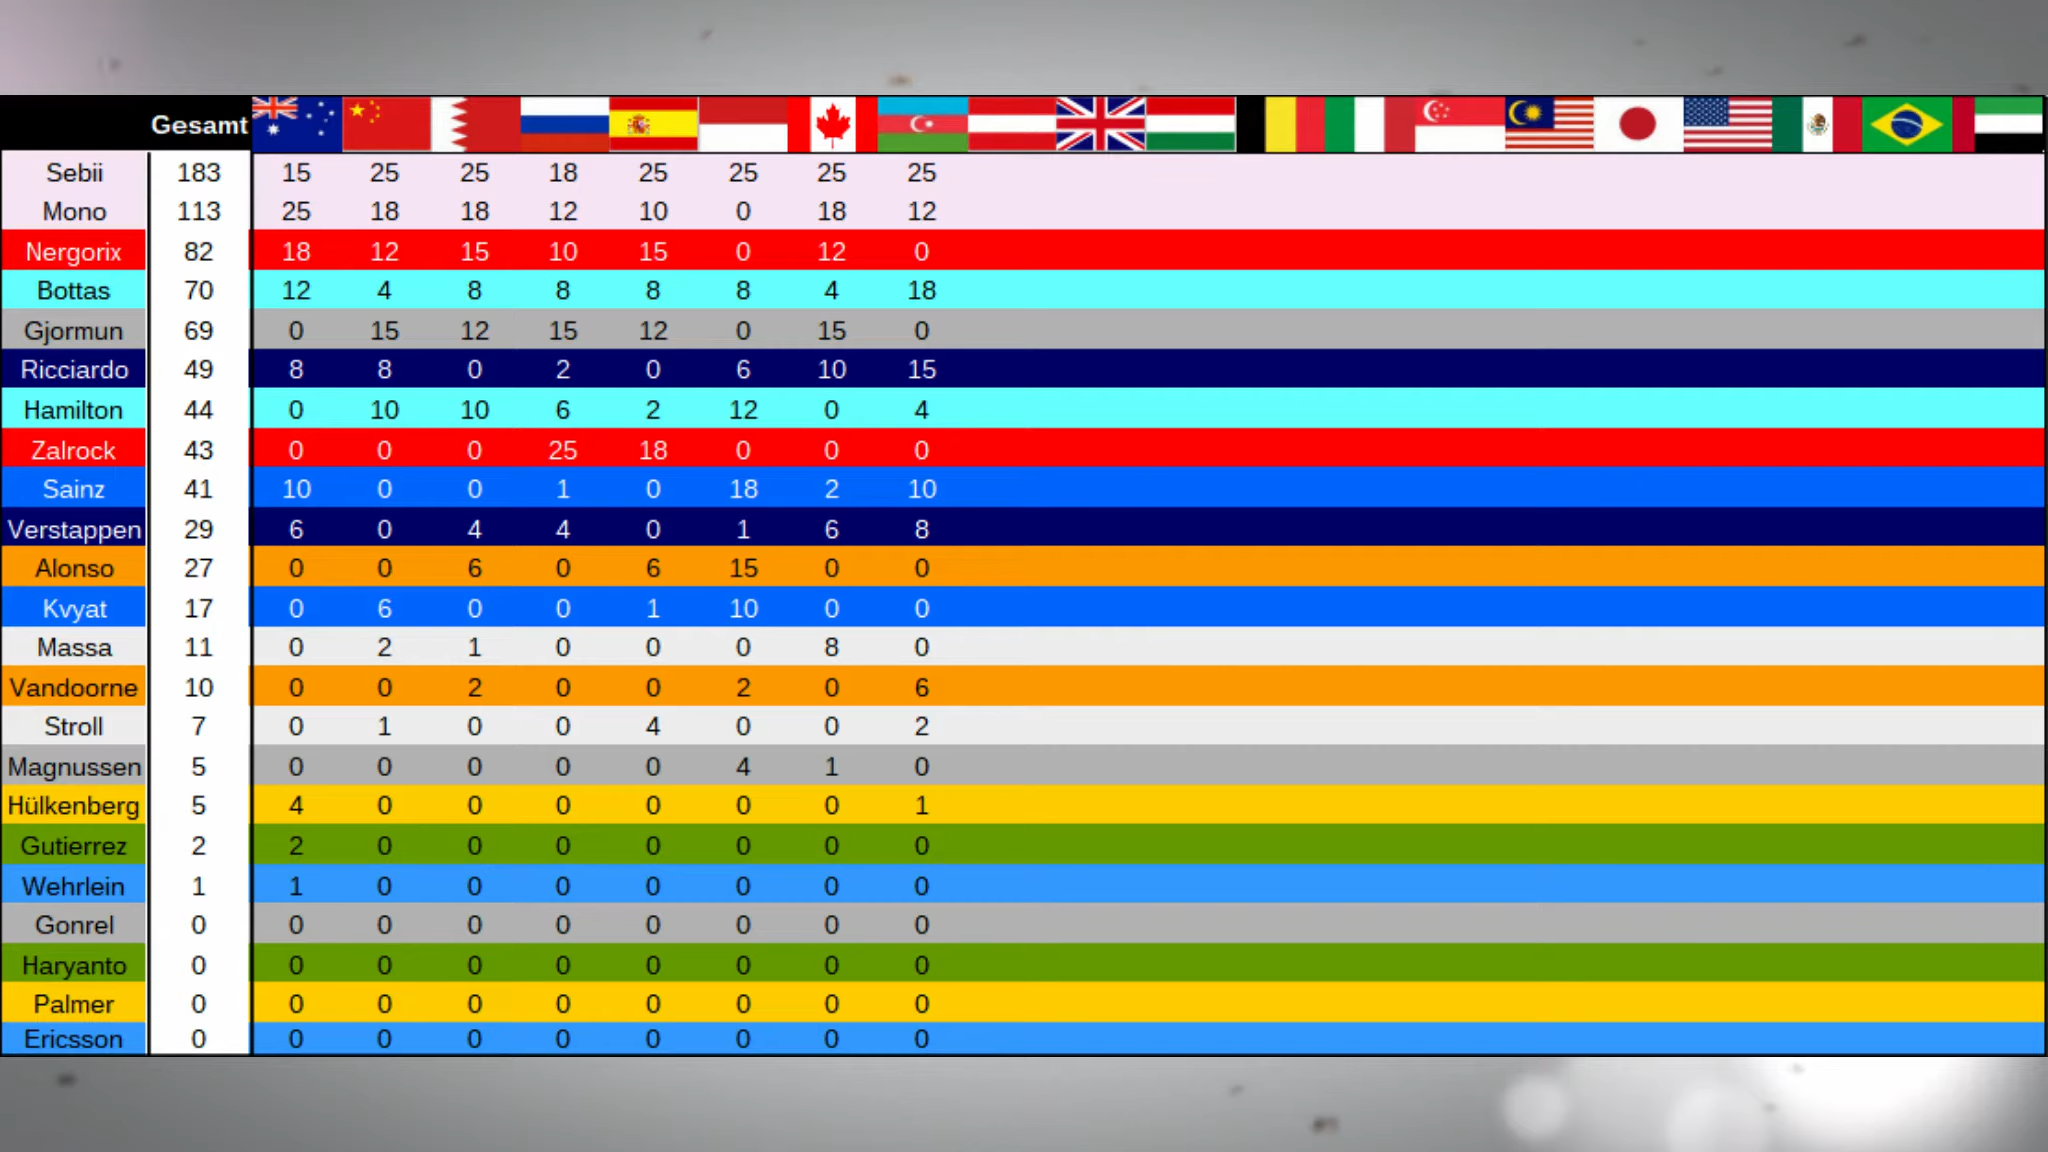 Gesamt
Sebii 183 15 25 25 18 25 25 25 25
Mono 113 25 18 18 12 10 0 18 12
Nergorix 82 18 12 15 10 15 0 12 0
Bottas 70 12 4 8 8 8 8 4 18
Gjormun 69 0 15 12 15 12 0 15 0
Ricciardo 49 8 8 0 2 0 6 10 15
Hamilton 44 0 10 10 6 2 12 0 4
Zalrock 43 0 0 0 25 18 0 0 0
Sainz 41 10 0 0 1 0 18 2 10
Verstappen 29 6 0 4 4 0 1 6 8
Alonso 27 0 0 6 0 6 15 0 0
Kvyat 17 0 6 0 0 1 10 0 0
Massa 11 0 2 1 0 0 0 8 0
Vandoorne 10 0 0 2 0 0 2 0 6
Stroll 7 0 1 0 0 4 0 0 2
Magnussen 5 0 0 0 0 0 4 1 0
Hülkenberg 5 4 0 0 0 0 0 0 1
Gutierrez 2 2 0 0 0 0 0 0 0
Wehrlein 1 1 0 0 0 0 0 0 0
Gonrel 0 0 0 0 0 0 0 0 0
Haryanto 0 0 0 0 0 0 0 0 0
Palmer 0 0 0 0 0 0 0 0 0
Ericsson 0 0 0 0 0 0 0 0 0